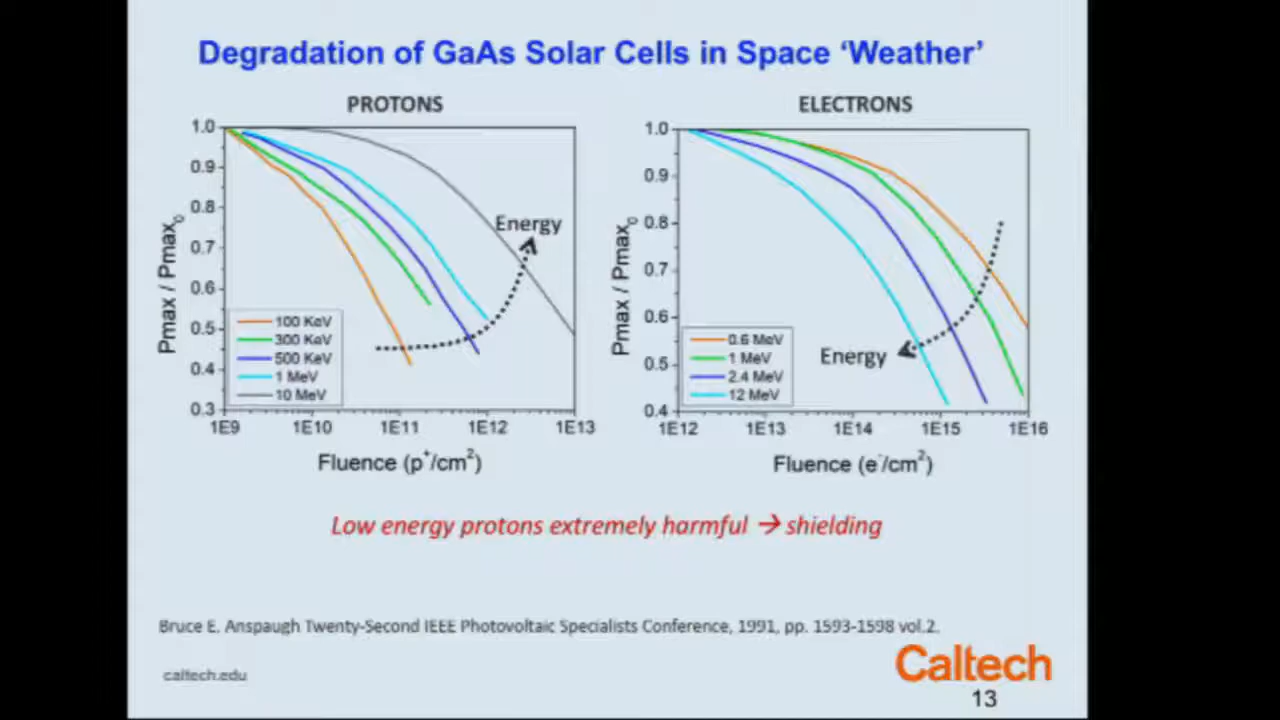 Degradation of GaAs Solar Cells in Space ‘Weather’
PROTONS
1.0
0.9
0.8
0.7
0.6
0.5
0.4
0.3
Pmax / Pmax0
Energy
100 KeV
300 KeV
500 KeV
1 MeV
10 MeV
1E9 1E10 1E11 1E12 1E13
Fluence (p+/cm2)
ELECTRONS
1.0
0.9
0.8
0.7
0.6
0.5
0.4
Pmax / Pmax0
Energy
0.6 MeV
1 MeV
2.4 MeV
12 MeV
1E12 1E13 1E14 1E15 1E16
Fluence (e-/cm2)
Low energy protons extremely harmful → shielding
Bruce E. Anspaugh Twenty-Second IEEE Photovoltaic Specialists Conference, 1991, pp. 1593-1598 vol.2.
caltech.edu
Caltech
13